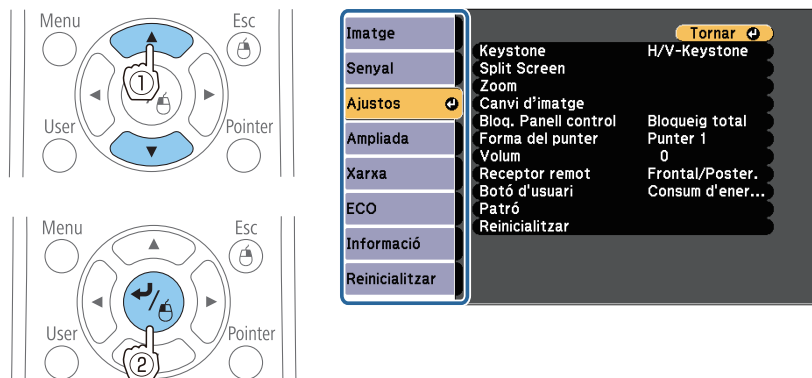 Menu Esc
①
User Pointer
Menu Esc
User Pointer
②
Imatge
Senyal
Ajustos
Ampliada
Xarxa
ECO
Informació
Reinicialitzar
Tornar
Keystone H/V-Keystone
Split Screen
Zoom
Canvi d'imatge
Bloq. Panell control Bloqueig total
Forma del punter Punter 1
Volum 0
Receptor remot Frontal/Poster.
Botó d'usuari Consum d'ener...
Patró
Reinicialitzar